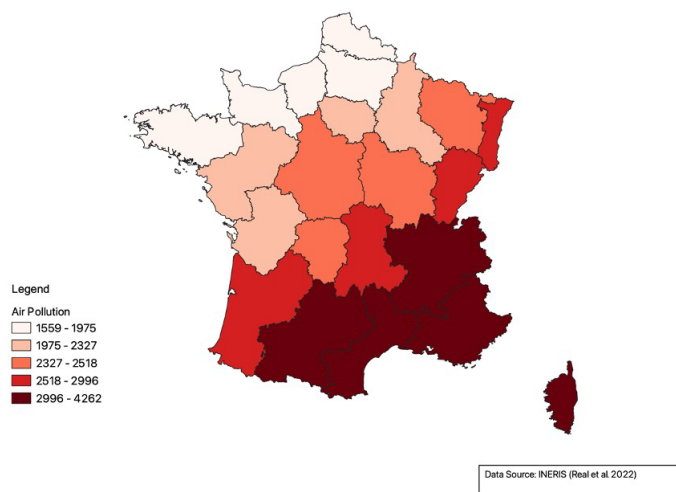 Legend
Air Pollution
1559 - 1975
1975 - 2327
2327 - 2518
2518 - 2996
2996 - 4262
Data Source: INERIS (Real et al. 2022)